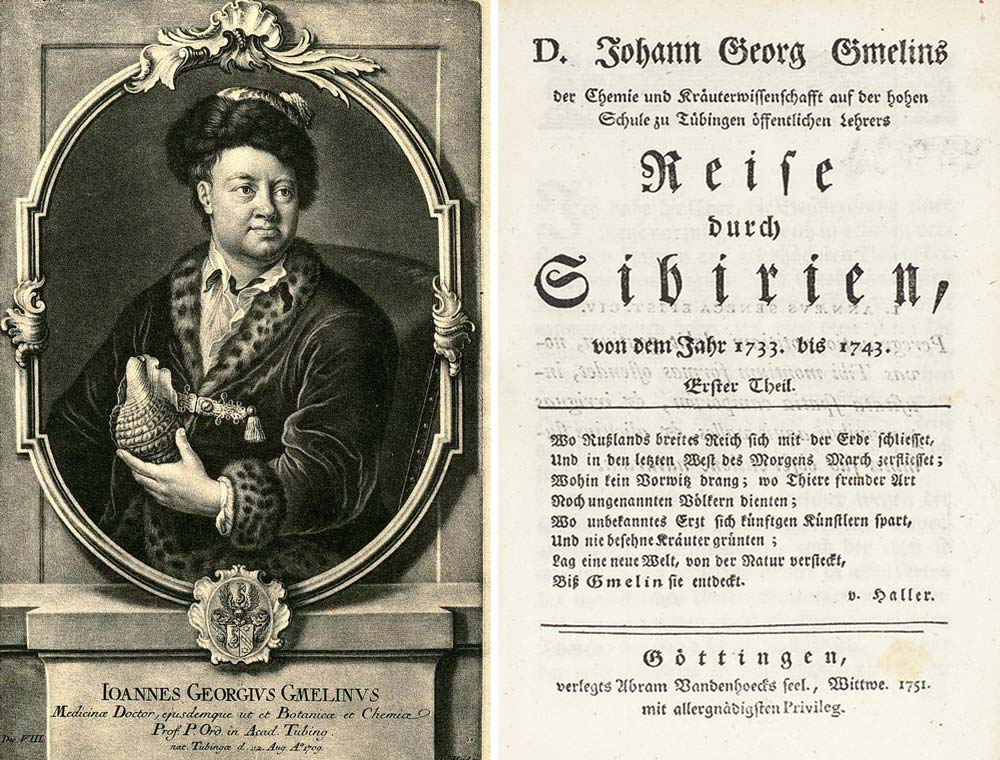 IOANNES GEORGIVS GMELINVS
Medicinæ Doctor, ejusdemque ut et Botanicæ et Chemiæ
Prof. P. Ord. in Acad. Tubing.
nat. Tubingæ d. 22. Aug. Aº 1709.
Dec. VIII
D. Johann Georg Gmelins
der Chemie und Kräuterwiſſenſchafft auf der hohen
Schule zu Tübingen öffentlichen Lehrers
Reiſe
durch
Sibirien,
von dem Jahr 1733. bis 1743.
Erſter Theil.
Wo Rußlands breites Reich ſich mit der Erde ſchlieſſet,
Und in den letzten Weſt des Morgens March zerflieſſet;
Wohin kein Vorwitz drang; wo Thiere fremder Art
Noch ungenannten Völkern dienten;
Wo unbekanntes Erzt ſich künftgen Künſtlern ſpart,
Und nie beſehne Kräuter grünten;
Lag eine neue Welt, von der Natur verſteckt,
Biß Gmelin ſie entdeckt.
v. Haller.
Göttingen,
verlegts Abram Vandenhoecks ſeel., Wittwe. 1751.
mit allergnädigſten Privileg.